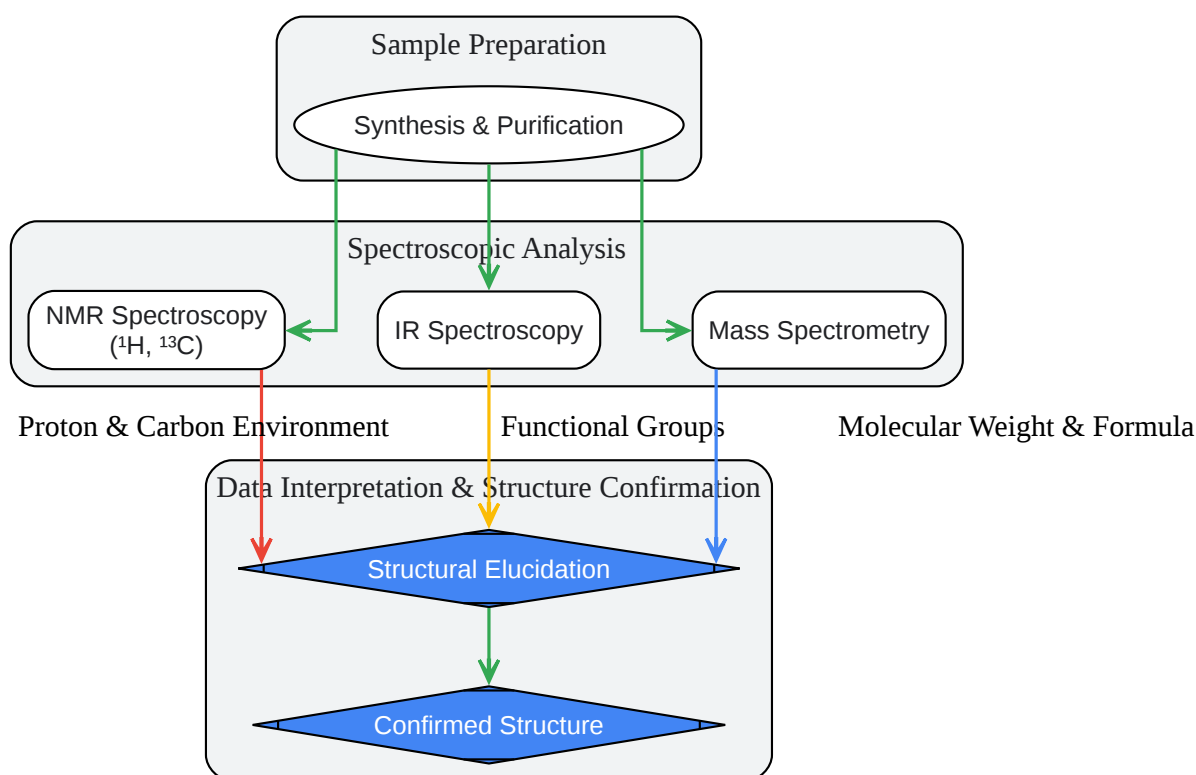 Sample Preparation
Synthesis & Purification
Spectroscopic Analysis
NMR Spectroscopy
(¹H, ¹³C)
IR Spectroscopy
Mass Spectrometry
Proton & Carbon Environment
Functional Groups
Molecular Weight & Formula
Data Interpretation & Structure Confirmation
Structural Elucidation
Confirmed Structure